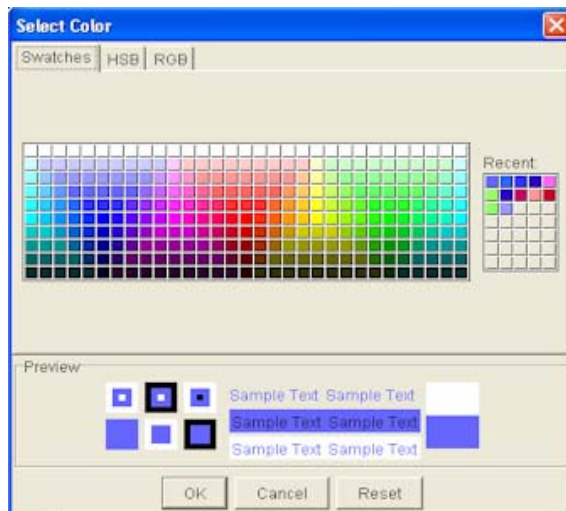 Select Color
Swatches HSB RGB
Recent:
Preview
Sample Text Sample Text
Sample Text Sample Text
Sample Text Sample Text
OK Cancel Reset